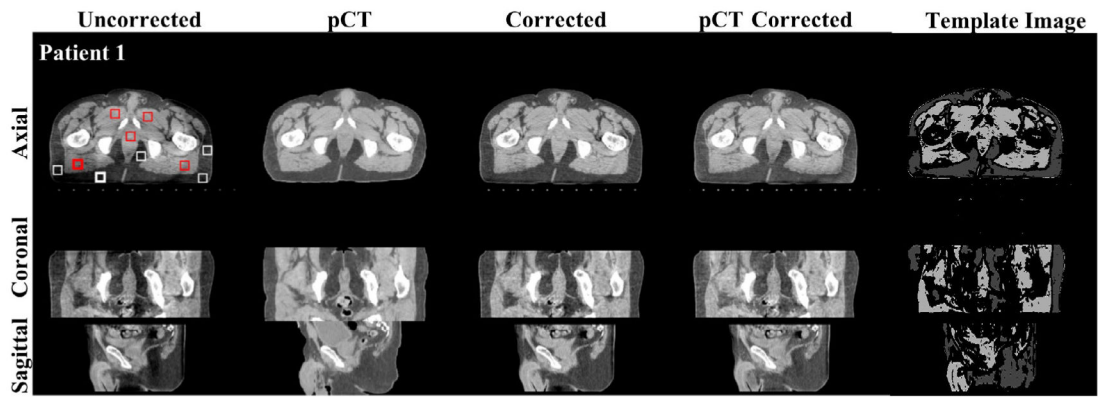 Uncorrected pCT Corrected pCT Corrected Template Image
Patient 1
Axial
Coronal
Sagittal